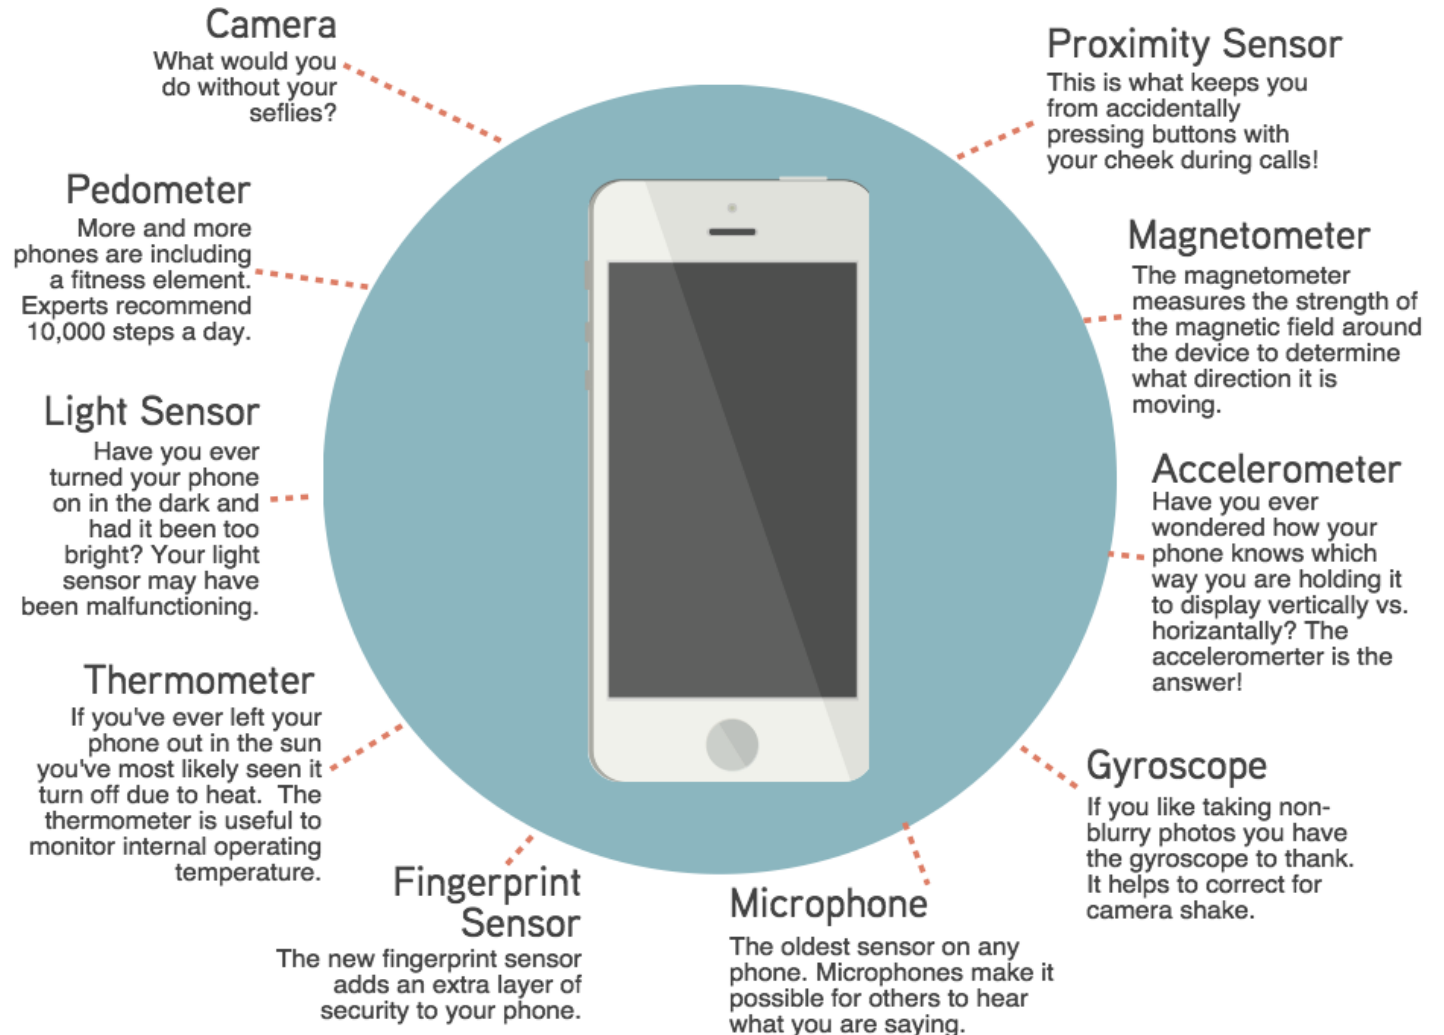 Camera
What would you
do without your
seflies?
Pedometer
More and more
phones are including
a fitness element.
Experts recommend
10,000 steps a day.
Light Sensor
Have you ever
turned your phone
on in the dark and
had it been too
bright? Your light
sensor may have
been malfunctioning.
Thermometer
If you've ever left your
phone out in the sun
you've most likely seen it
turn off due to heat. The
thermometer is useful to
monitor internal operating
temperature.
Fingerprint
Sensor
The new fingerprint sensor
adds an extra layer of
security to your phone.
Proximity Sensor
This is what keeps you
from accidentally
pressing buttons with
your cheek during calls!
Magnetometer
The magnetometer
measures the strength of
the magnetic field around
the device to determine
what direction it is
moving.
Accelerometer
Have you ever
wondered how your
phone knows which
way you are holding it
to display vertically vs.
horizantally? The
acceleromerter is the
answer!
Gyroscope
If you like taking non-
blurry photos you have
the gyroscope to thank.
It helps to correct for
camera shake.
Microphone
The oldest sensor on any
phone. Microphones make it
possible for others to hear
what you are saying.